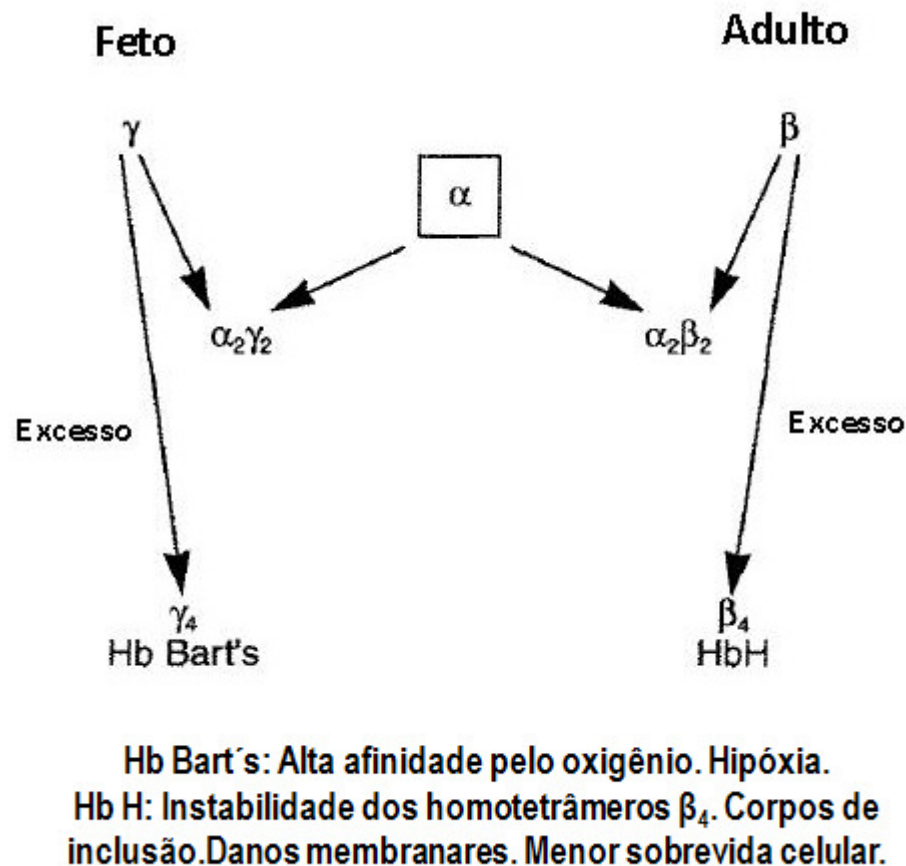 Feto
Adulto
γ
β
α
α₂γ₂
α₂β₂
Excesso
Excesso
γ₄
β₄
Hb Bart's
HbH
Hb Bart´s: Alta afinidade pelo oxigênio. Hipóxia.
Hb H: Instabilidade dos homotetrâmeros β₄. Corpos de
inclusão.Danos membranares. Menor sobrevida celular.